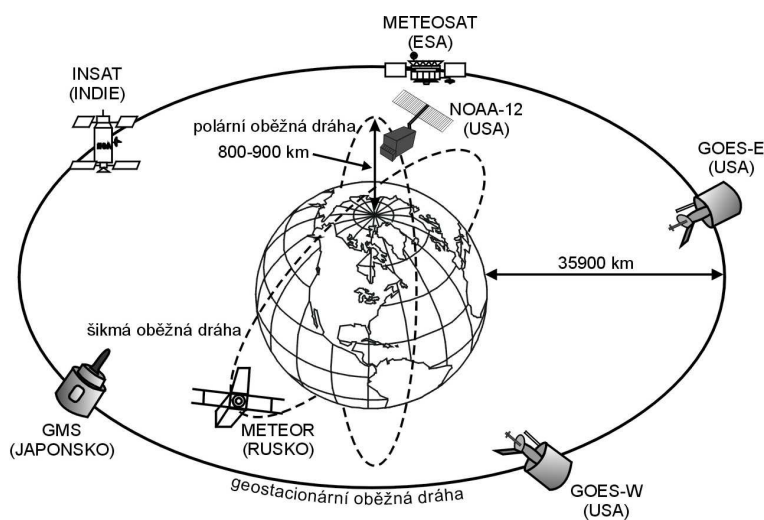 METEOSAT
(ESA)
INSAT
(INDIE)
NOAA-12
(USA)
polární oběžná dráha
800-900 km
GOES-E
(USA)
35900 km
šikmá oběžná dráha
GMS
(JAPONSKO)
METEOR
(RUSKO)
GOES-W
(USA)
geostacionární oběžná dráha